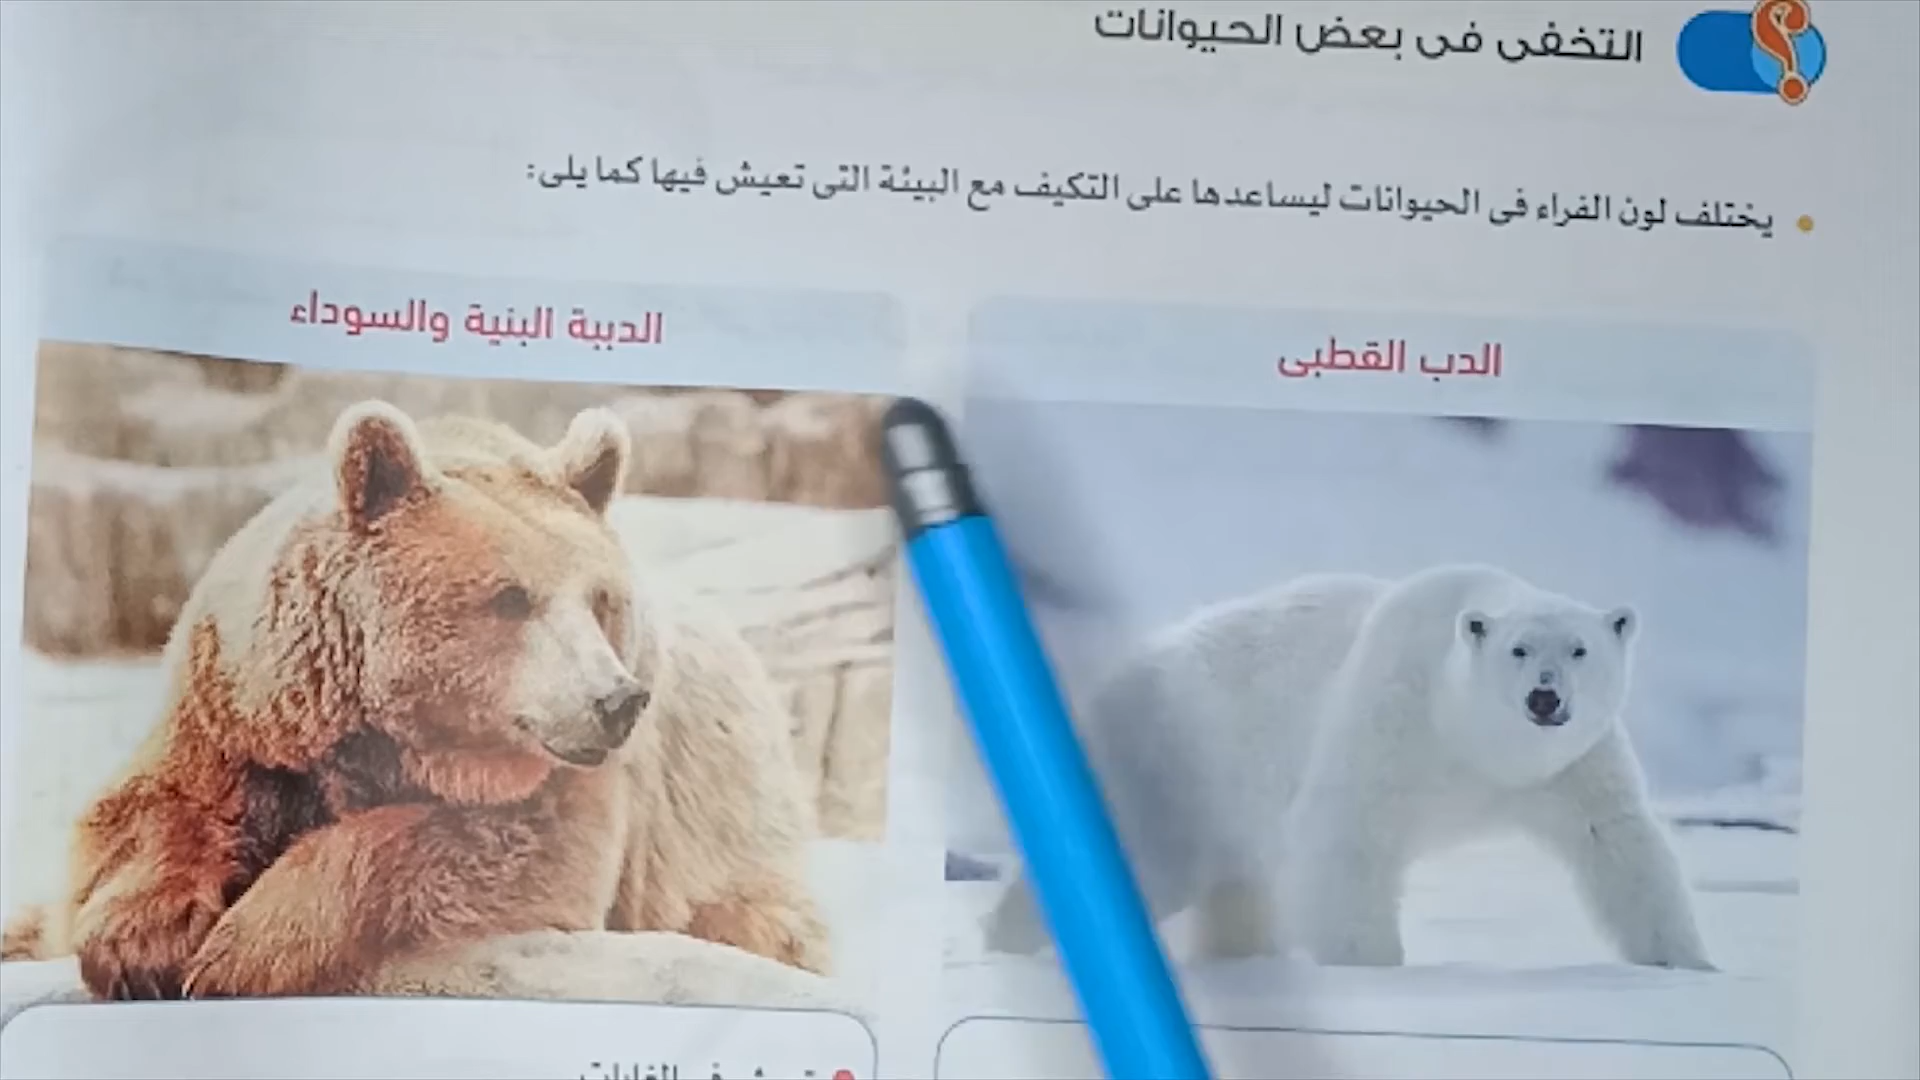 التخفى فى بعض الحيوانات
يختلف لون الفراء فى الحيوانات ليساعدها على التكيف مع البيئة التى تعيش فيها كما يلى:
الدب القطبى
الدببة البنية والسوداء